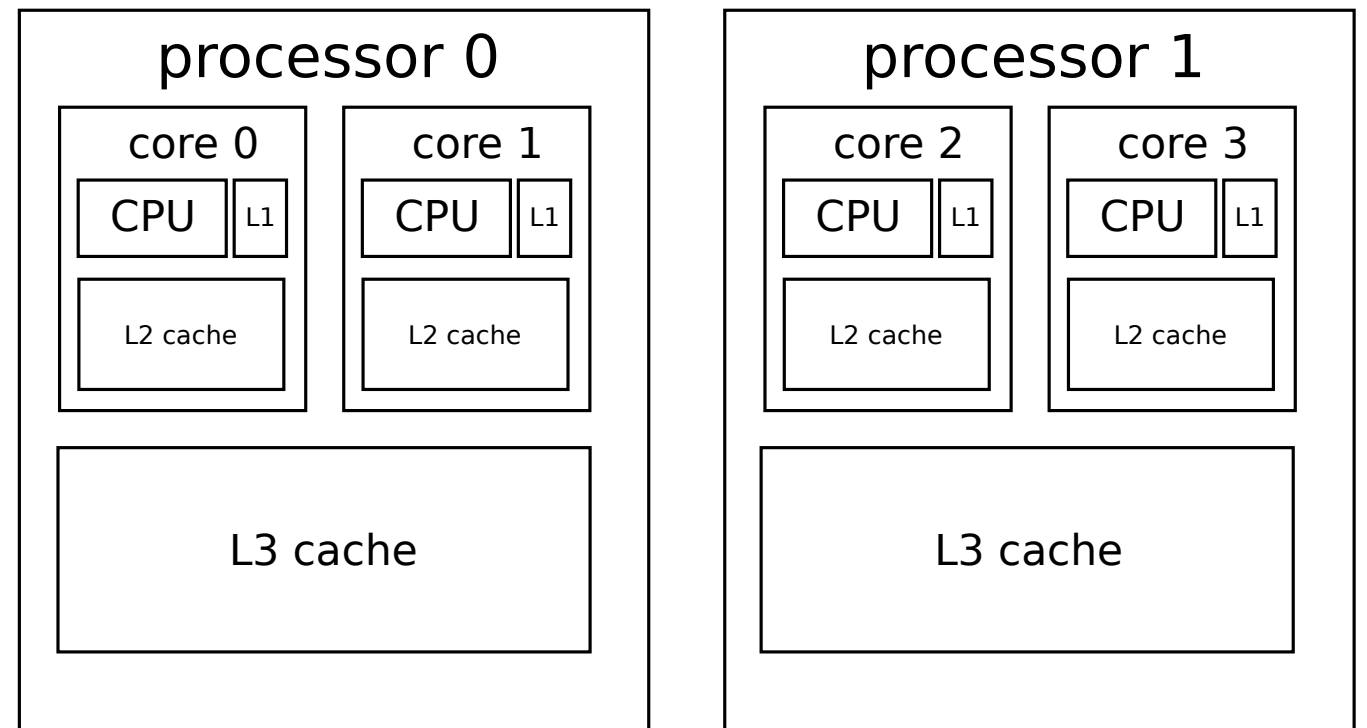 processor 0
core 0
CPU
L1
L2 cache
core 1
CPU
L1
L2 cache
L3 cache
processor 1
core 2
CPU
L1
L2 cache
core 3
CPU
L1
L2 cache
L3 cache